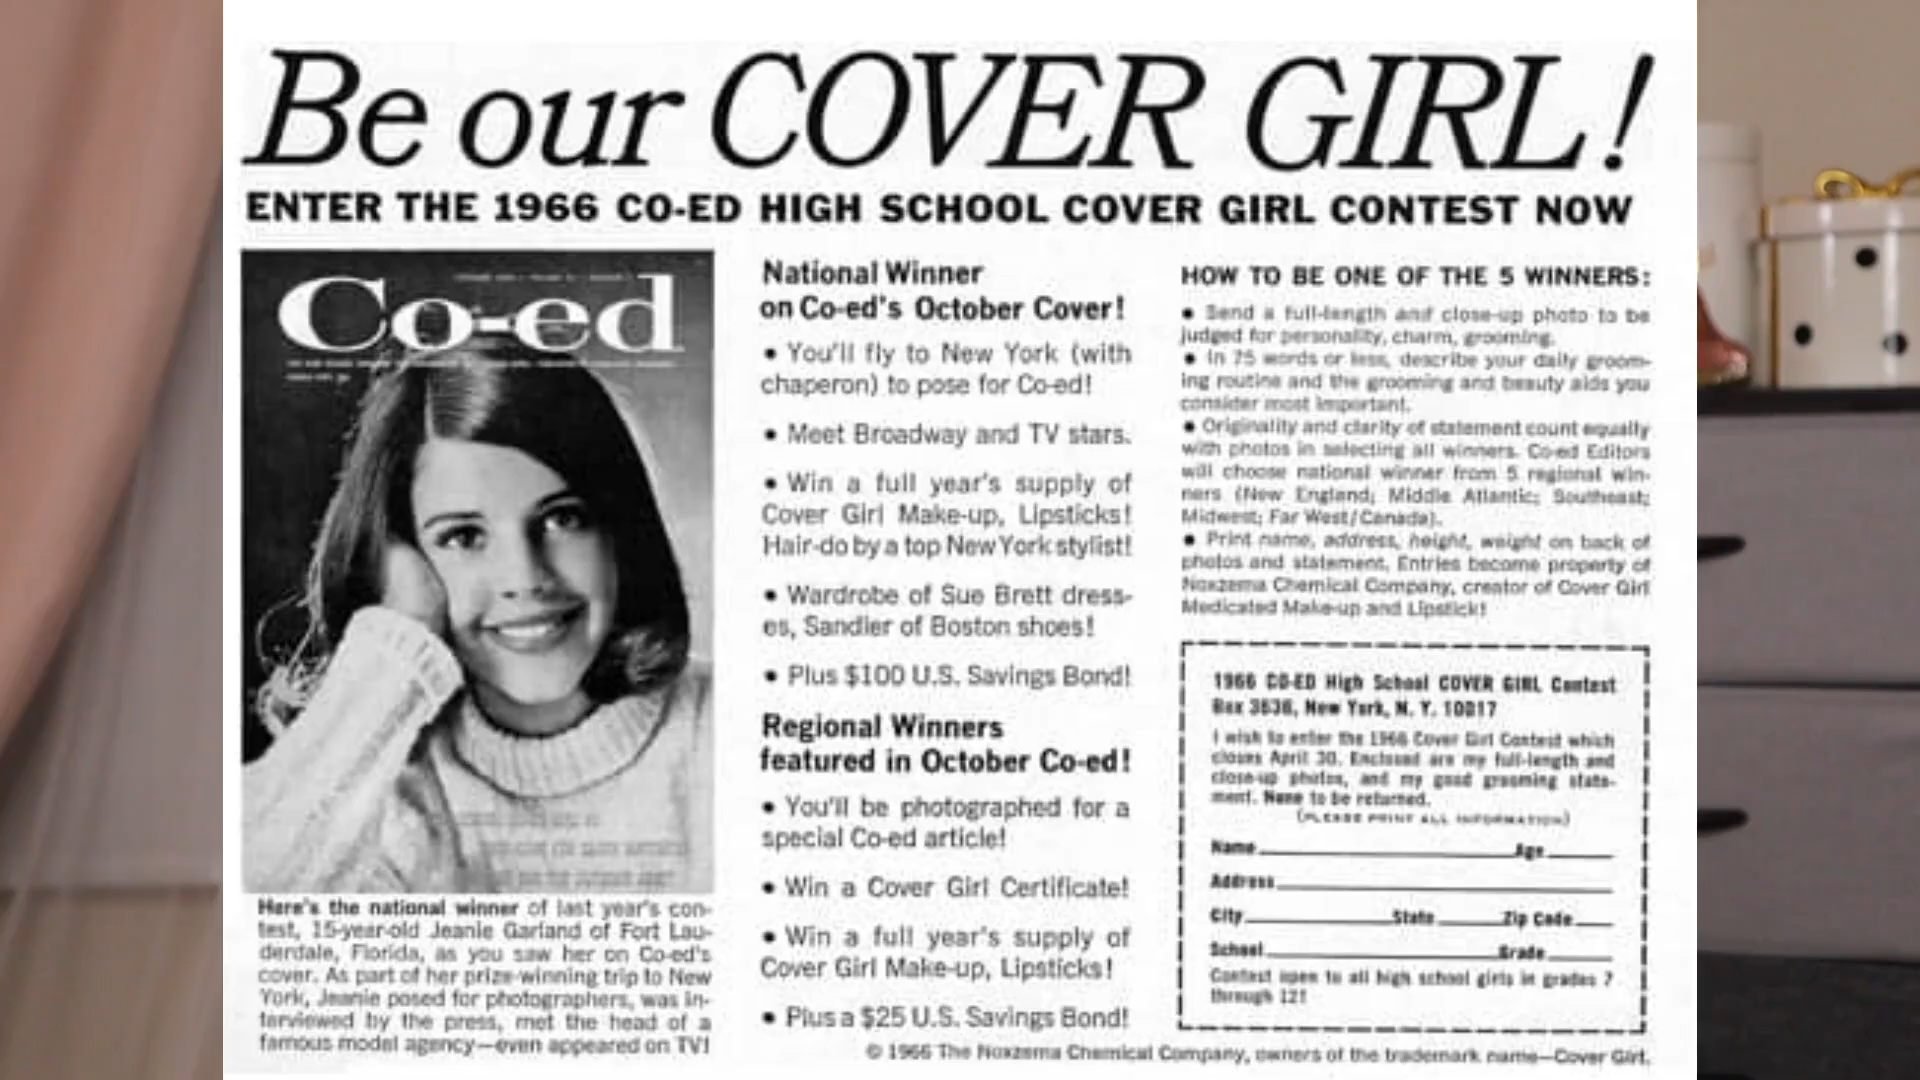 Be our COVER GIRL!
ENTER THE 1966 CO-ED HIGH SCHOOL COVER GIRL CONTEST NOW
Co-ed
Here's the national winner of last year's con-
test, 15-year-old Jeanie Garland of Fort Lau-
derdale, Florida, as you saw her on Co-ed's
cover. As part of her prize-winning trip to New
York, Jeanie posed for photographers, was in-
terviewed by the press, met the head of a
famous model agency—even appeared on TV!
National Winner
on Co-ed's October Cover!
• You'll fly to New York (with
chaperon) to pose for Co-ed!
• Meet Broadway and TV stars.
• Win a full year's supply of
Cover Girl Make-up, Lipsticks!
Hair-do by a top New York stylist!
• Wardrobe of Sue Brett dress-
es, Sandler of Boston shoes!
• Plus $100 U.S. Savings Bond!
Regional Winners
featured in October Co-ed!
• You'll be photographed for a
special Co-ed article!
• Win a Cover Girl Certificate!
• Win a full year's supply of
Cover Girl Make-up, Lipsticks!
• Plus a $25 U.S. Savings Bond!
HOW TO BE ONE OF THE 5 WINNERS:
• Send a full-length and close-up photo to be
judged for personality, charm, grooming.
• In 75 words or less, describe your daily groom-
ing routine and the grooming and beauty aids you
consider most important.
• Originality and clarity of statement count equally
with photos in selecting all winners. Co-ed Editors
will choose national winner from 5 regional win-
ners (New England; Middle Atlantic; Southeast;
Midwest; Far West/Canada).
• Print name, address, height, weight on back of
photos and statement. Entries become property of
Noxzema Chemical Company, creator of Cover Girl
Medicated Make-up and Lipstick!
1966 CO-ED High School COVER GIRL Contest
Box 3636, New York, N. Y. 10017
I wish to enter the 1966 Cover Girl Contest which
closes April 30. Enclosed are my full-length and
close-up photos, and my good grooming state-
ment. None to be returned.
(PLEASE PRINT ALL INFORMATION)
Name Age
Address
City State Zip Code
School Grade
Contest open to all high school girls in grades 7
through 12!
© 1966 The Noxzema Chemical Company, owners of the trademark name—Cover Girl.